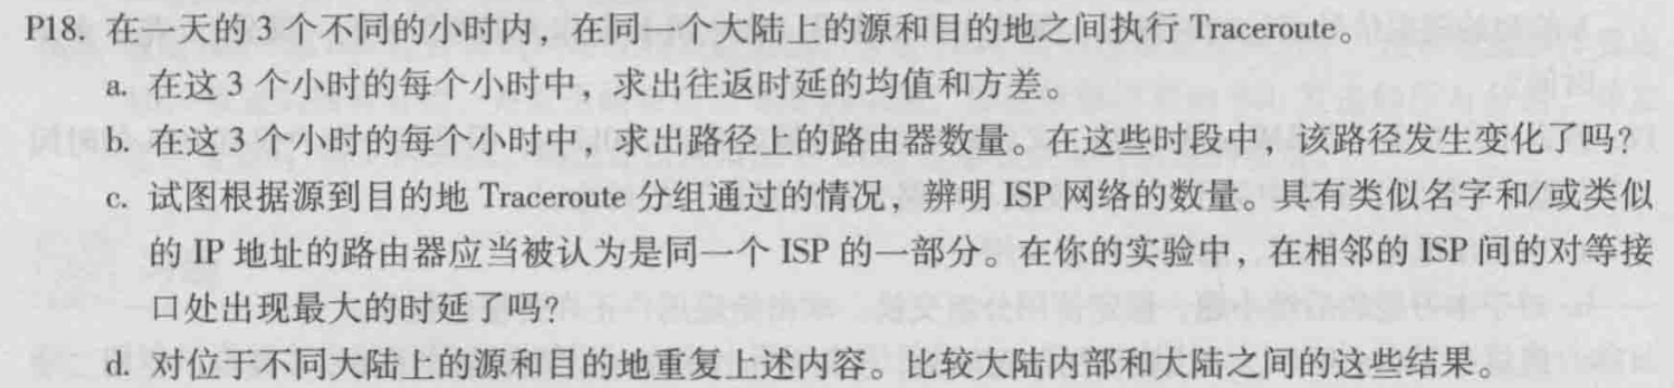 P18. 在一天的 3 个不同的小时内，在同一个大陆上的源和目的地之间执行 Traceroute。
a. 在这 3 个小时的每个小时中，求出往返时延的均值和方差。
b. 在这 3 个小时的每个小时中，求出路径上的路由器数量。在这些时段中，该路径发生变化了吗？
c. 试图根据源到目的地 Traceroute 分组通过的情况，辨明 ISP 网络的数量。具有类似名字和/或类似
的 IP 地址的路由器应当被认为是同一个 ISP 的一部分。在你的实验中，在相邻的 ISP 间的对等接
口处出现最大的时延了吗？
d. 对位于不同大陆上的源和目的地重复上述内容。比较大陆内部和大陆之间的这些结果。